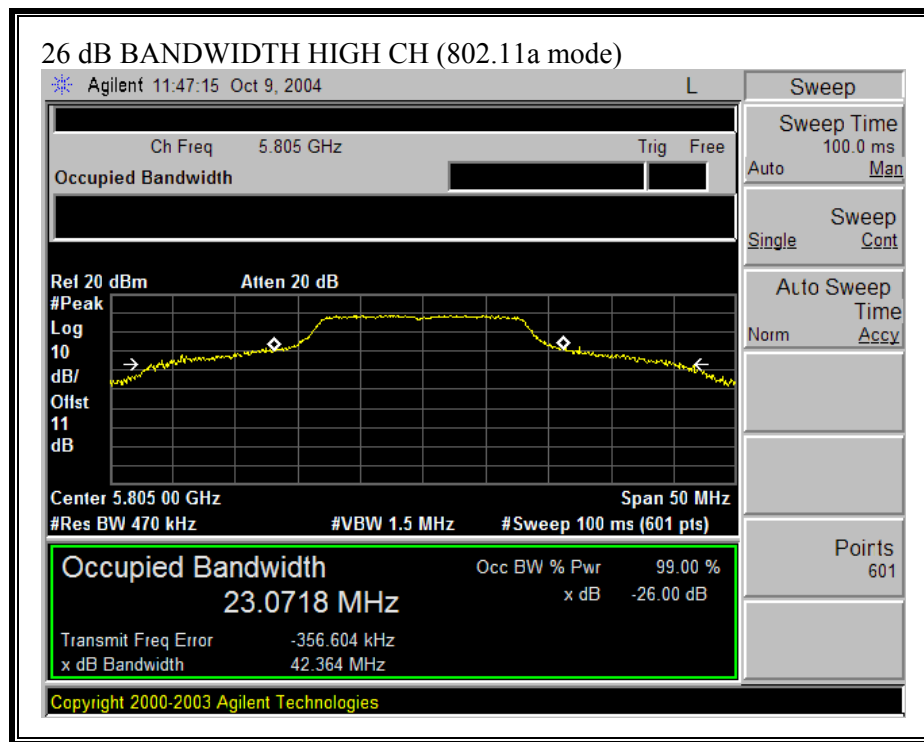 26 dB BANDWIDTH HIGH CH (802.11a mode)
Agilent 11:47:15 Oct 9, 2004 L
Sweep
Ch Freq 5.805 GHz Trig Free
Occupied Bandwidth
Sweep Time
100.0 ms
Auto Man
Sweep
Single Cont
Auto Sweep
Time
Norm Accy
Ref 20 dBm Atten 20 dB
#Peak
Log
10
dB/
Offst
11
dB
Center 5.805 00 GHz Span 50 MHz
#Res BW 470 kHz #VBW 1.5 MHz #Sweep 100 ms (601 pts)
Points
601
Occupied Bandwidth
23.0718 MHz
Occ BW % Pwr 99.00 %
x dB -26.00 dB
Transmit Freq Error -356.604 kHz
x dB Bandwidth 42.364 MHz
Copyright 2000-2003 Agilent Technologies